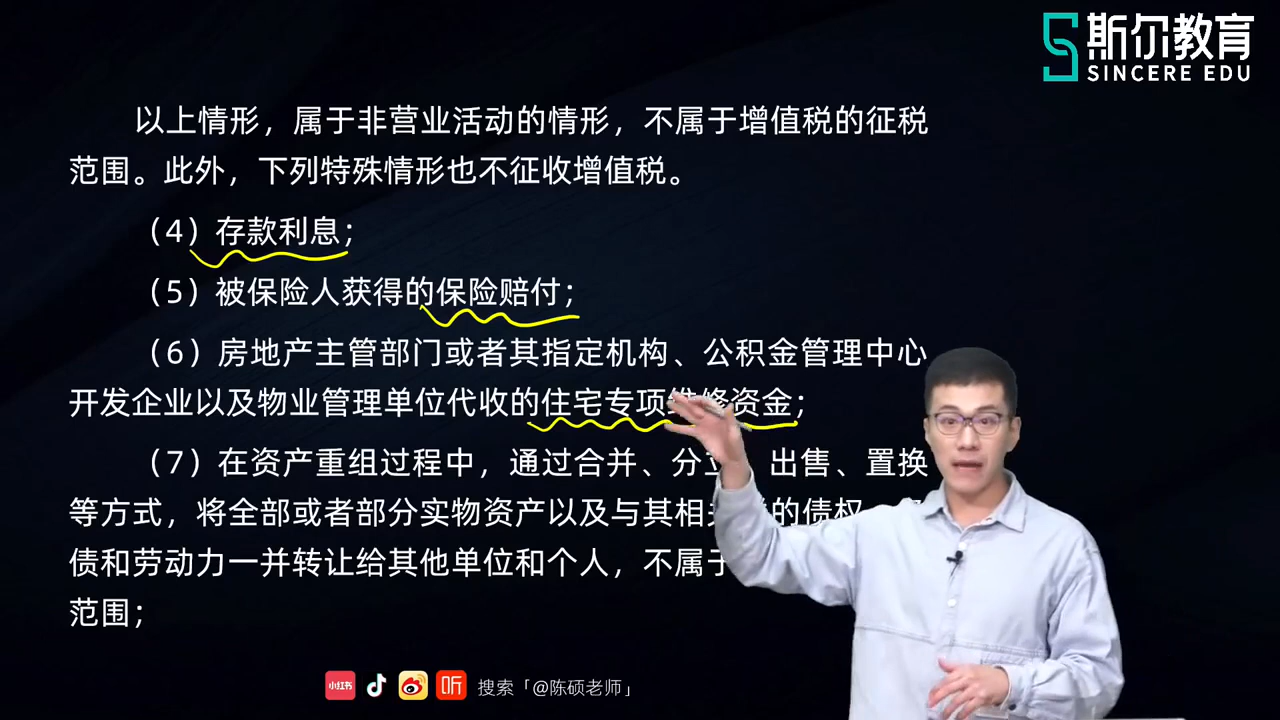 斯尔教育
SINCERE EDU
以上情形，属于非营业活动的情形，不属于增值税的征税
范围。此外，下列特殊情形也不征收增值税。
（4）存款利息；
（5）被保险人获得的保险赔付；
（6）房地产主管部门或者其指定机构、公积金管理中心
开发企业以及物业管理单位代收的住宅专项维修资金；
（7）在资产重组过程中，通过合并、分立、出售、置换
等方式，将全部或者部分实物资产以及与其相 的债权
债和劳动力一并转让给其他单位和个人，不属于
范围；
小红书 听 搜索「@陈硕老师」